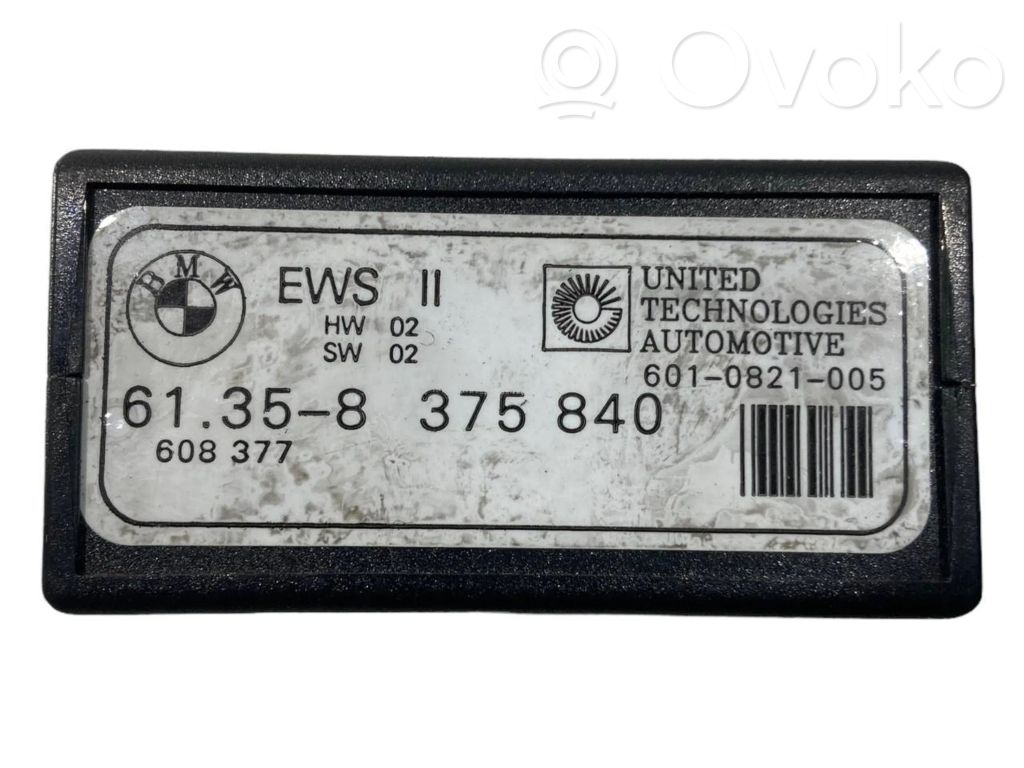 Ovoko
BMW
EWS II
HW 02
SW 02
UNITED
TECHNOLOGIES
AUTOMOTIVE
601-0821-005
61.35-8 375 840
608 377